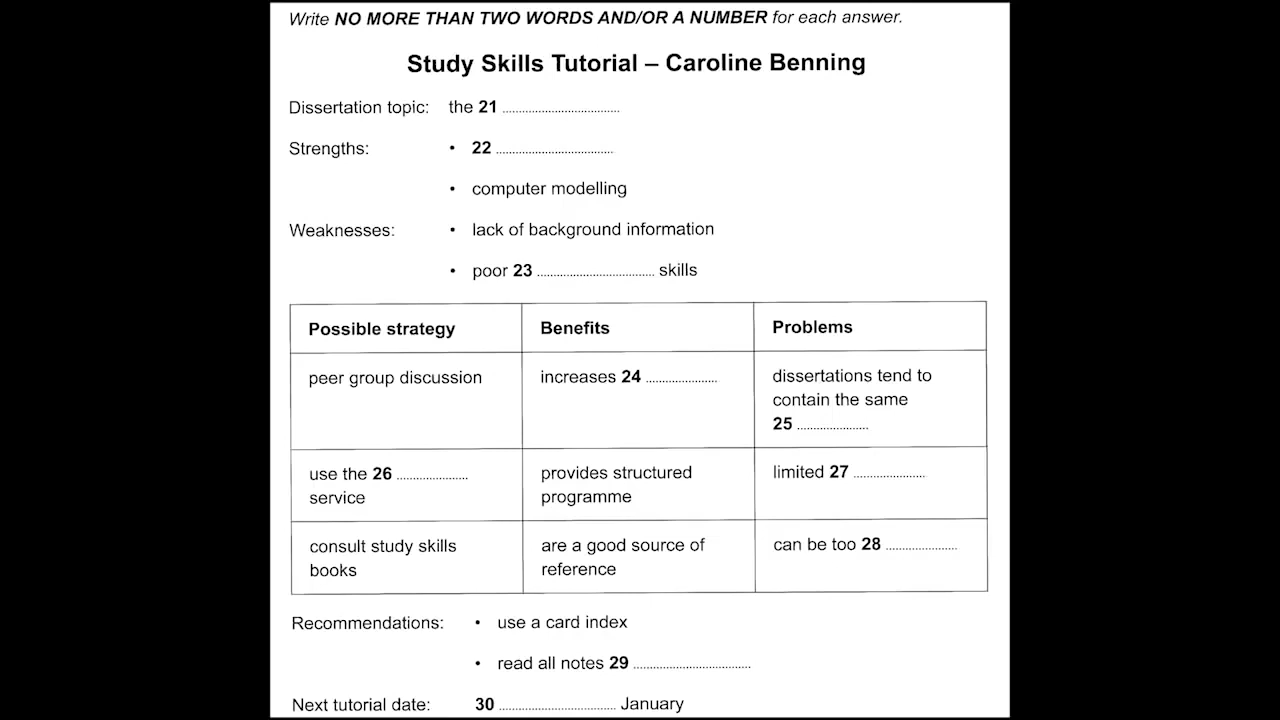 Write NO MORE THAN TWO WORDS AND/OR A NUMBER for each answer.
Study Skills Tutorial – Caroline Benning
Dissertation topic: the 21 ....................
Strengths: • 22 ....................
• computer modelling
Weaknesses: • lack of background information
• poor 23 .................... skills
Possible strategy
Benefits
Problems
peer group discussion
increases 24 ....................
dissertations tend to
contain the same
25 ....................
use the 26 ....................
service
provides structured
programme
limited 27 ....................
consult study skills
books
are a good source of
reference
can be too 28 ....................
Recommendations: • use a card index
• read all notes 29 ....................
Next tutorial date: 30 .................... January